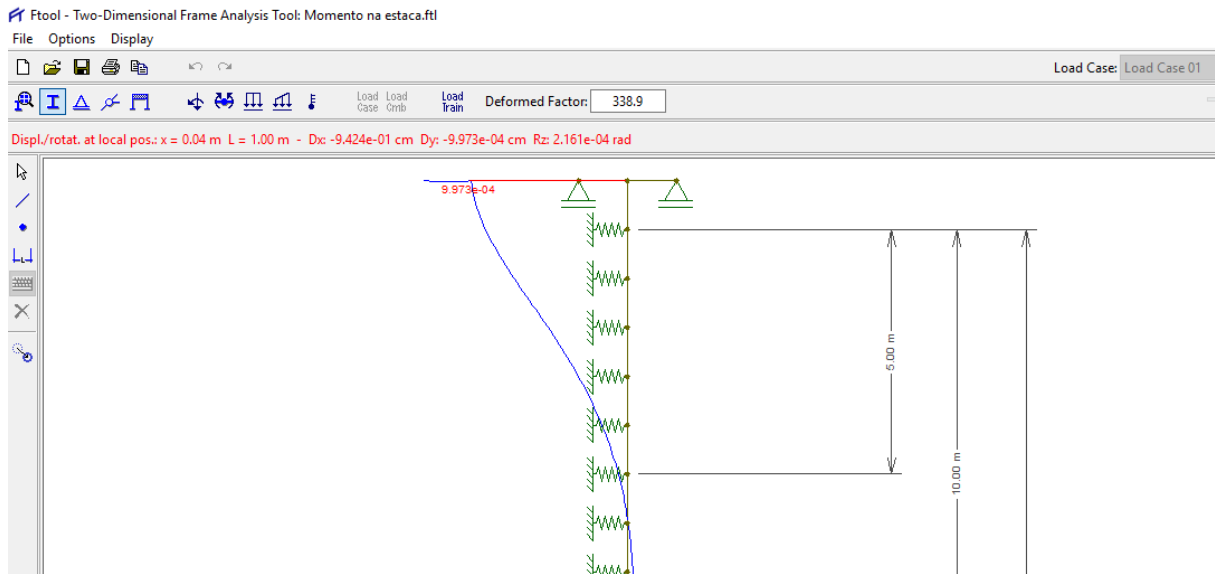 Ftool - Two-Dimensional Frame Analysis Tool: Momento na estaca.ftl
File Options Display
Load Case: Load Case 01
Load Case Load Cmb Load Train Deformed Factor: 338.9
Displ./rotat. at local pos.: x = 0.04 m L = 1.00 m - Dx: -9.424e-01 cm Dy: -9.973e-04 cm Rz: 2.161e-04 rad
9.973e-04
5.00 m
10.00 m